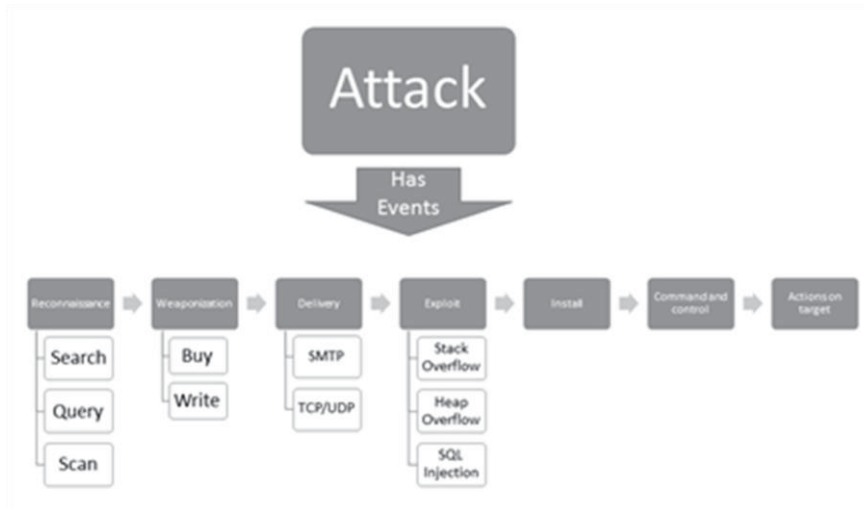 Attack
Has
Events
Reconnaissance
Weaponization
Delivery
Exploit
Install
Command and
control
Actions on
target
Search
Query
Scan
Buy
Write
SMTP
TCP/UDP
Stack
Overflow
Heap
Overflow
SQL
Injection